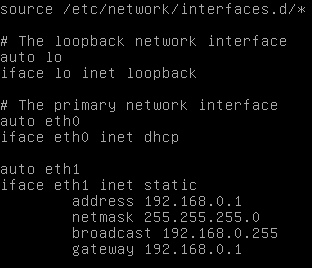 source /etc/network/interfaces.d/*
# The loopback network interface
auto lo
iface lo inet loopback
# The primary network interface
auto eth0
iface eth0 inet dhcp
auto eth1
iface eth1 inet static
address 192.168.0.1
netmask 255.255.255.0
broadcast 192.168.0.255
gateway 192.168.0.1